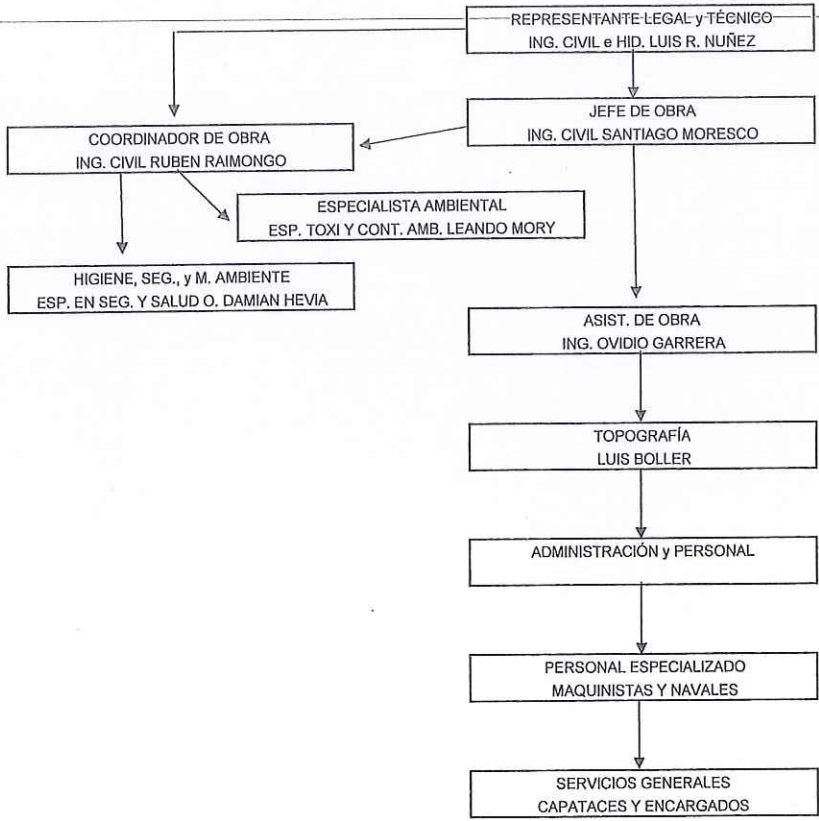 REPRESENTANTE LEGAL y TÉCNICO
ING. CIVIL e HID. LUIS R. NUÑEZ
JEFE DE OBRA
ING. CIVIL SANTIAGO MORESCO
COORDINADOR DE OBRA
ING. CIVIL RUBEN RAIMONGO
ESPECIALISTA AMBIENTAL
ESP. TOXI Y CONT. AMB. LEANDO MORY
HIGIENE, SEG., y M. AMBIENTE
ESP. EN SEG. Y SALUD O. DAMIAN HEVIA
ASIST. DE OBRA
ING. OVIDIO GARRERA
TOPOGRAFÍA
LUIS BOLLER
ADMINISTRACIÓN y PERSONAL
PERSONAL ESPECIALIZADO
MAQUINISTAS Y NAVALES
SERVICIOS GENERALES
CAPATACES Y ENCARGADOS